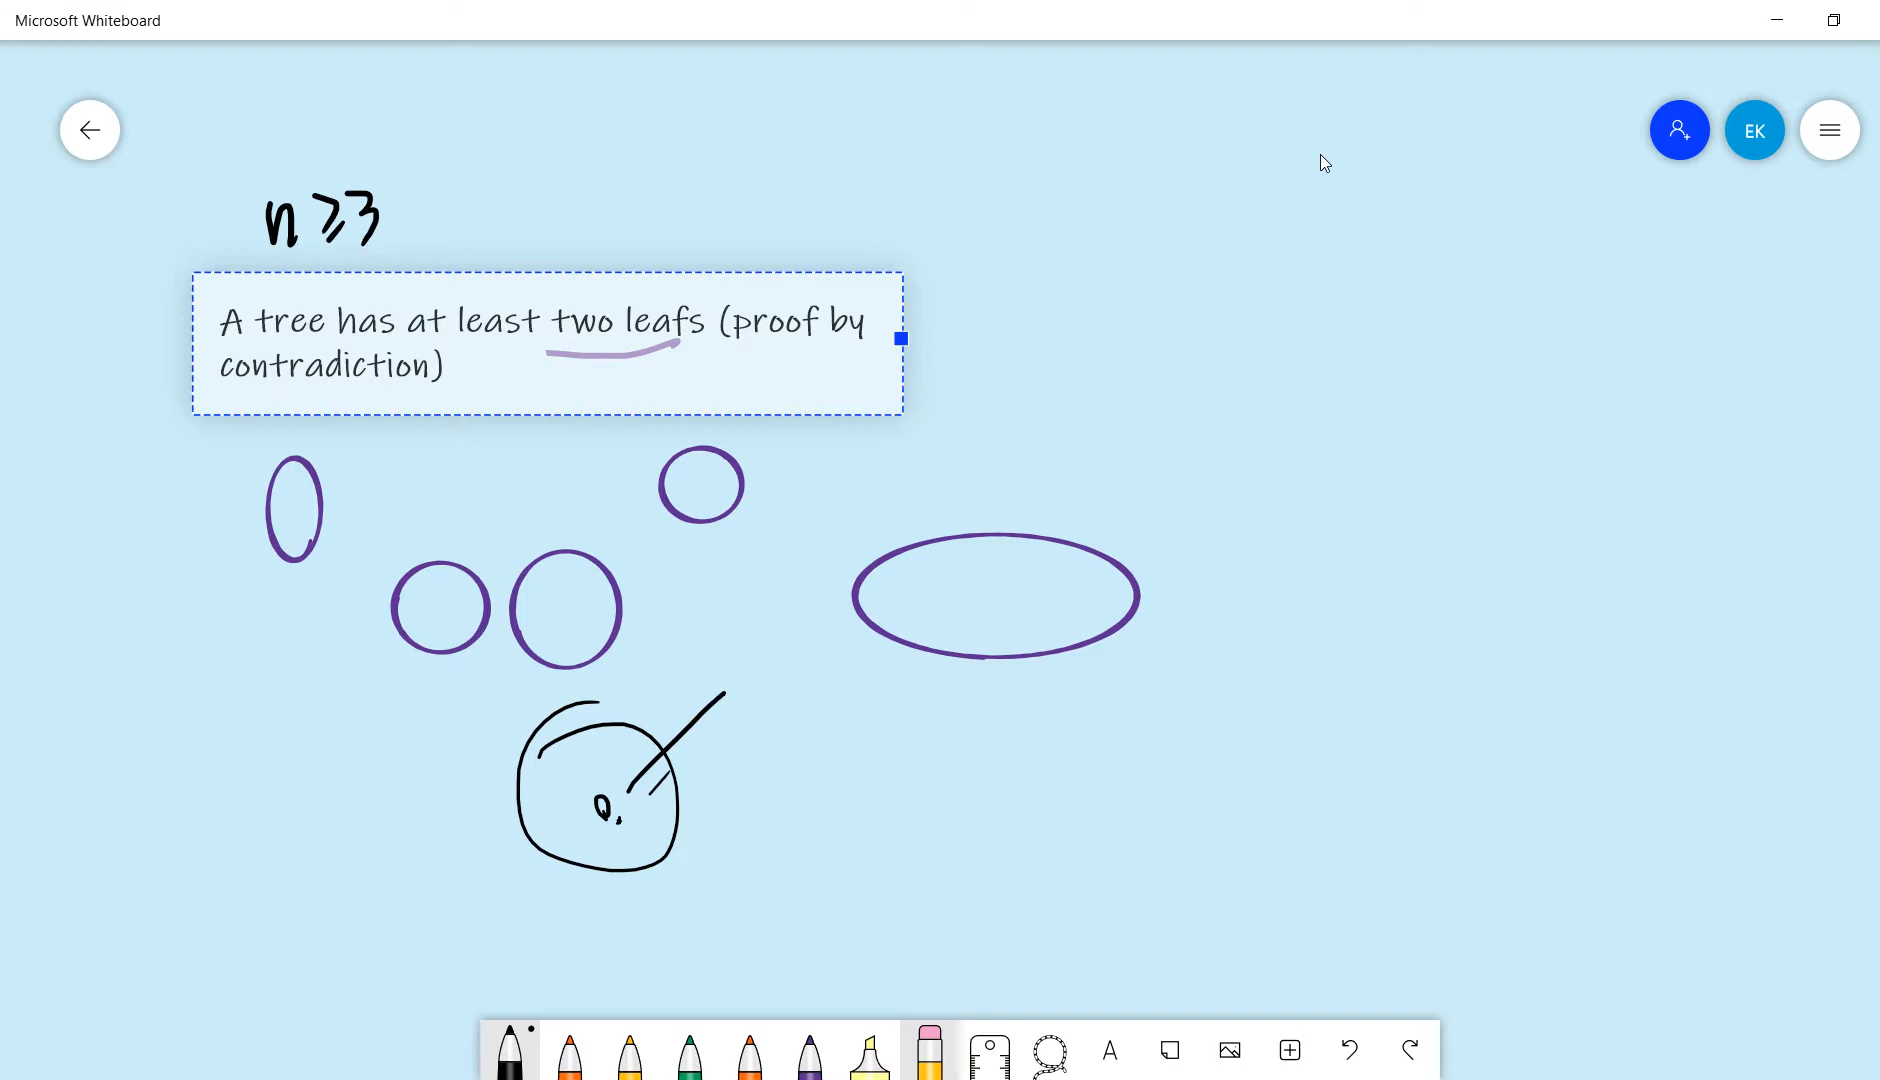 Microsoft Whiteboard
EK
n ≥ 3
A tree has at least two leafs (proof by
contradiction)
A